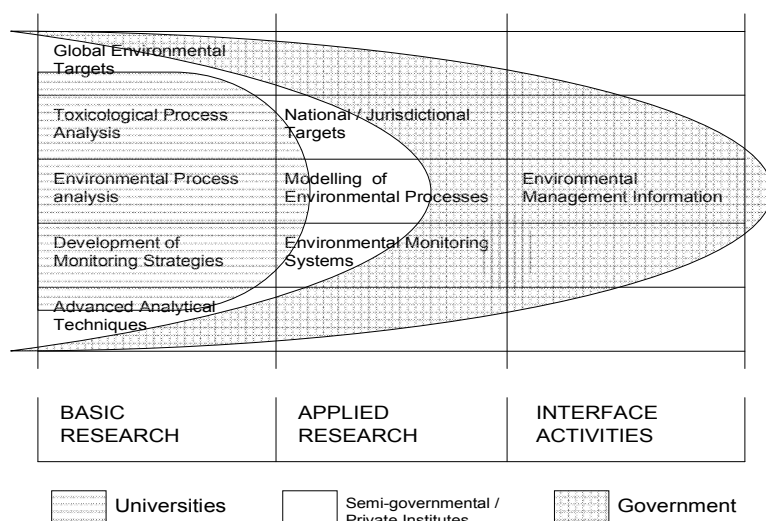 Global Environmental
Targets
Toxicological Process
Analysis
National / Jurisdictional
Targets
Environmental Process
analysis
Modelling of
Environmental Processes
Environmental
Management Information
Development of
Monitoring Strategies
Environmental Monitoring
Systems
Advanced Analytical
Techniques
BASIC
RESEARCH
APPLIED
RESEARCH
INTERFACE
ACTIVITIES
Universities
Semi-governmental /
Private Institutes
Government